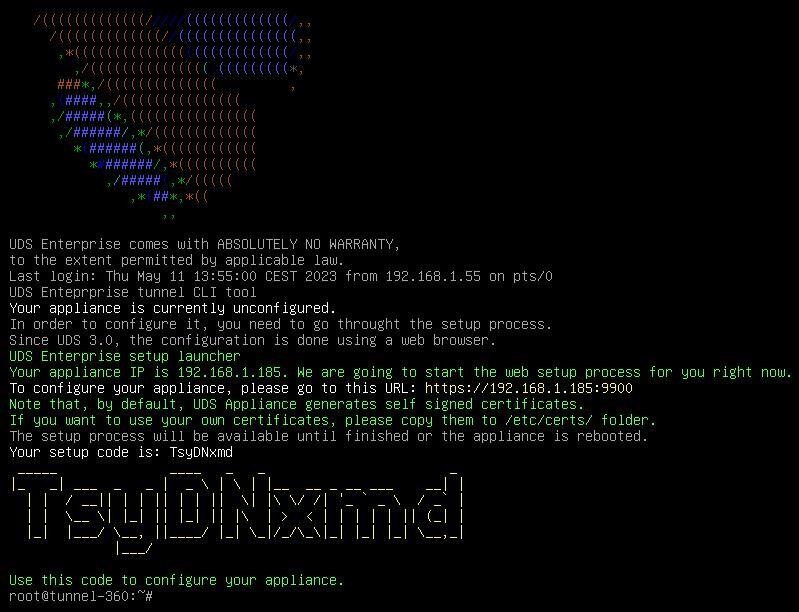 UDS Enterprise comes with ABSOLUTELY NO WARRANTY,
to the extent permitted by applicable law.
Last login: Thu May 11 13:55:00 CEST 2023 from 192.168.1.55 on pts/0
UDS Enteprprise tunnel CLI tool
Your appliance is currently unconfigured.
In order to configure it, you need to go throught the setup process.
Since UDS 3.0, the configuration is done using a web browser.
UDS Enterprise setup launcher
Your appliance IP is 192.168.1.185. We are going to start the web setup process for you right now.
To configure your appliance, please go to this URL: https://192.168.1.185:9900
Note that, by default, UDS Appliance generates self signed certificates.
If you want to use your own certificates, please copy them to /etc/certs/ folder.
The setup process will be available until finished or the appliance is rebooted.
Your setup code is: TsyDNxmd
TsyDNxmd
Use this code to configure your appliance.
root@tunnel-360:~#